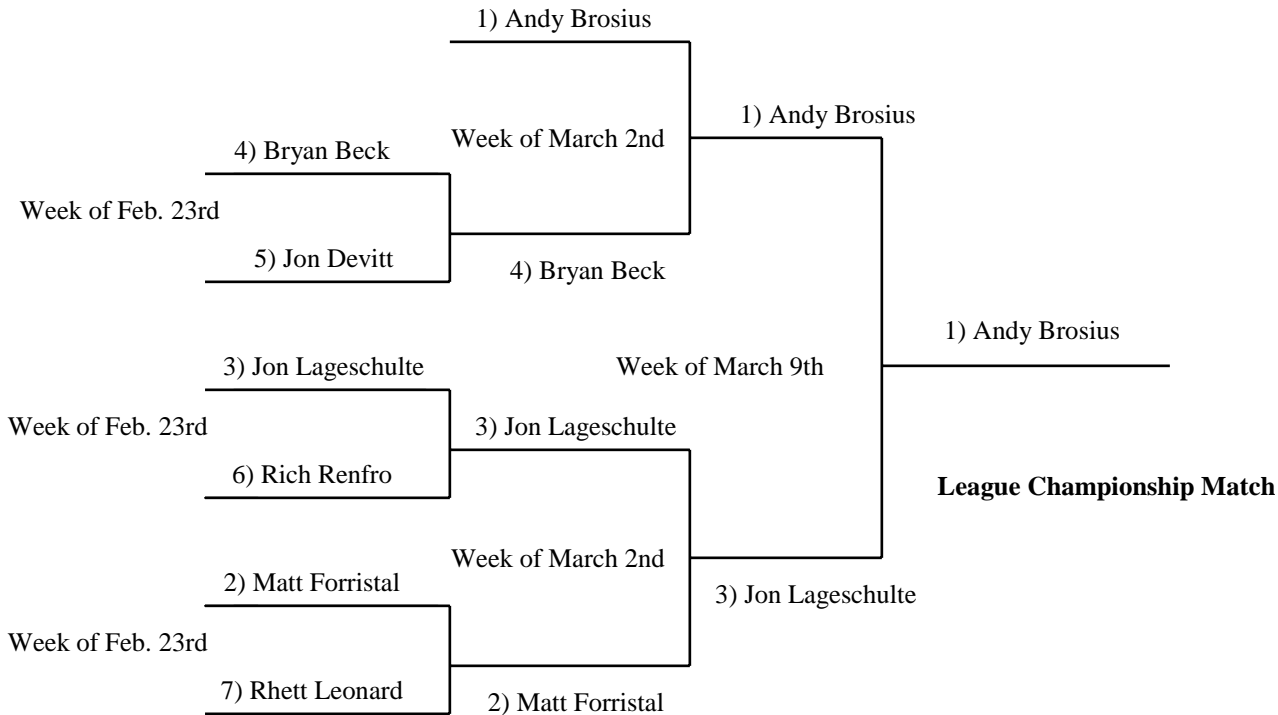 1) Andy Brosius
1) Andy Brosius
Week of March 2nd
4) Bryan Beck
Week of Feb. 23rd
5) Jon Devitt
4) Bryan Beck
1) Andy Brosius
3) Jon Lageschulte
Week of March 9th
Week of Feb. 23rd
3) Jon Lageschulte
6) Rich Renfro
League Championship Match
Week of March 2nd
2) Matt Forristal
3) Jon Lageschulte
Week of Feb. 23rd
7) Rhett Leonard
2) Matt Forristal